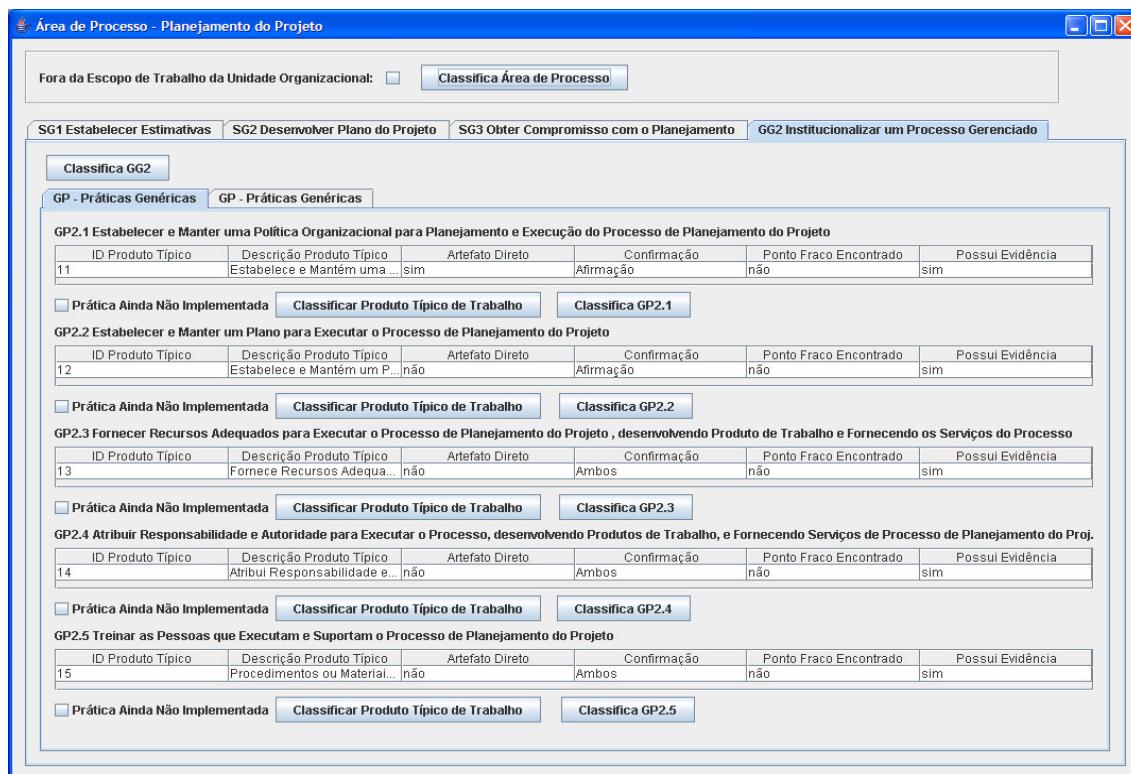 Área de Processo - Planejamento do Projeto
Fora da Escopo de Trabalho da Unidade Organizacional: Classifica Área de Processo
SG1 Estabelecer Estimativas SG2 Desenvolver Plano do Projeto SG3 Obter Compromisso com o Planejamento GG2 Institucionalizar um Processo Gerenciado
Classifica GG2
GP - Práticas Genéricas GP - Práticas Genéricas
GP2.1 Estabelecer e Manter uma Política Organizacional para Planejamento e Execução do Processo de Planejamento do Projeto
ID Produto Típico Descrição Produto Típico Artefato Direto Confirmação Ponto Fraco Encontrado Possui Evidência
11 Estabelece e Mantém uma ... sim Afirmação não sim
Prática Ainda Não Implementada Classificar Produto Típico de Trabalho Classifica GP2.1
GP2.2 Estabelecer e Manter um Plano para Executar o Processo de Planejamento do Projeto
ID Produto Típico Descrição Produto Típico Artefato Direto Confirmação Ponto Fraco Encontrado Possui Evidência
12 Estabelece e Mantém um P... não Afirmação não sim
Prática Ainda Não Implementada Classificar Produto Típico de Trabalho Classifica GP2.2
GP2.3 Fornecer Recursos Adequados para Executar o Processo de Planejamento do Projeto , desenvolvendo Produto de Trabalho e Fornecendo os Serviços do Processo
ID Produto Típico Descrição Produto Típico Artefato Direto Confirmação Ponto Fraco Encontrado Possui Evidência
13 Fornece Recursos Adequa... não Ambos não sim
Prática Ainda Não Implementada Classificar Produto Típico de Trabalho Classifica GP2.3
GP2.4 Atribuir Responsabilidade e Autoridade para Executar o Processo, desenvolvendo Produtos de Trabalho, e Fornecendo Serviços de Processo de Planejamento do Proj.
ID Produto Típico Descrição Produto Típico Artefato Direto Confirmação Ponto Fraco Encontrado Possui Evidência
14 Atribui Responsabilidade e... não Ambos não sim
Prática Ainda Não Implementada Classificar Produto Típico de Trabalho Classifica GP2.4
GP2.5 Treinar as Pessoas que Executam e Suportam o Processo de Planejamento do Projeto
ID Produto Típico Descrição Produto Típico Artefato Direto Confirmação Ponto Fraco Encontrado Possui Evidência
15 Procedimentos ou Materiai... não Ambos não sim
Prática Ainda Não Implementada Classificar Produto Típico de Trabalho Classifica GP2.5